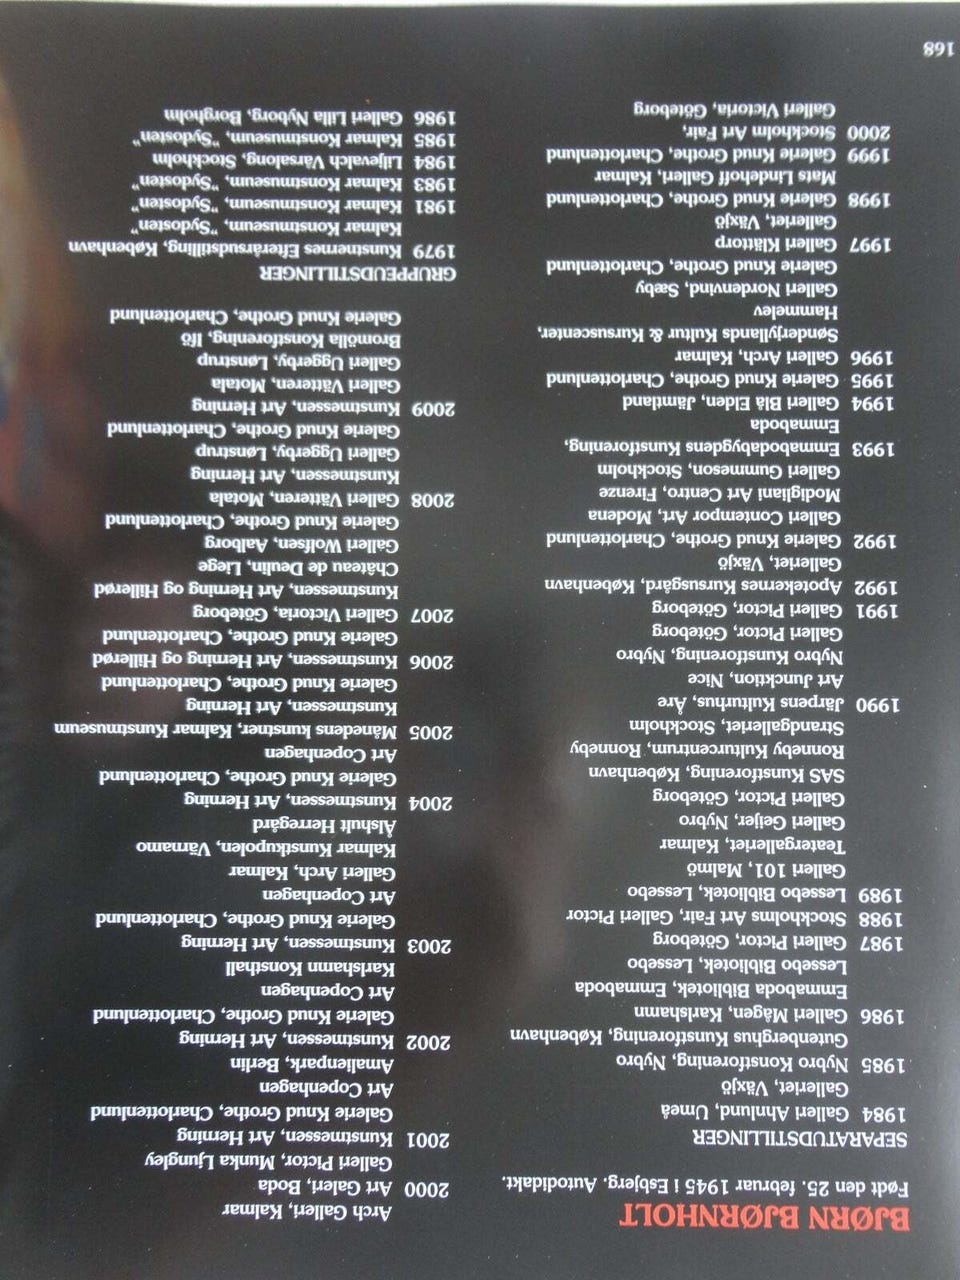 BJØRN BJØRNHOLT
Født den 25. februar 1945 i Esbjerg. Autodidakt.
SEPARATUDSTILLINGER
1984 Galleri Ahnlund, Umeå
Galleriet, Växjö
1985 Nybro Konstforening, Nybro
Gutenberghus Kunstforening, København
1986 Galleri Mågen, Karlshamn
Emmaboda Bibliotek, Emmaboda
Lessebo Bibliotek, Lessebo
1987 Galleri Pictor, Göteborg
1988 Stockholms Art Fair, Galleri Pictor
1989 Lessebo Bibliotek, Lessebo
Galleri 101, Malmö
Teatergalleriet, Kalmar
Galleri Geijer, Nybro
Galleri Pictor, Göteborg
SAS Kunstforening, København
Ronneby Kulturcentrum, Ronneby
Strandgalleriet, Stockholm
1990 Järpens Kulturhus, Åre
Art Junktion, Nice
Nybro Kunstforening, Nybro
Galleri Pictor, Göteborg
1991 Galleri Pictor, Göteborg
1992 Apotekernes Kursusgård, København
Galleriet, Växjö
1992 Galerie Knud Grothe, Charlottenlund
Galleri Contempor Art, Modena
Modigliani Art Centro, Firenze
Galleri Gummeson, Stockholm
1993 Emmabodabygdens Kunstforening,
Emmaboda
1994 Galleri Blå Elden, Jämtland
1995 Galerie Knud Grothe, Charlottenlund
1996 Galleri Arch, Kalmar
Sønderjyllands Kultur & Kursuscenter,
Hammelev
Galleri Nordenvind, Sæby
Galerie Knud Grothe, Charlottenlund
1997 Galleri Klättorp
Galleriet, Växjö
1998 Galerie Knud Grothe, Charlottenlund
Mats Lindehoff Galleri, Kalmar
1999 Galerie Knud Grothe, Charlottenlund
2000 Stockholm Art Fair,
Galleri Victoria, Göteborg
Arch Galleri, Kalmar
2000 Art Galeri, Boda
Galleri Pictor, Munka Ljungley
2001 Kunstmessen, Art Herning
Galerie Knud Grothe, Charlottenlund
Art Copenhagen
Amalienpark, Berlin
2002 Kunstmessen, Art Herning
Galerie Knud Grothe, Charlottenlund
Art Copenhagen
Karlshamn Konsthall
2003 Kunstmessen, Art Herning
Galerie Knud Grothe, Charlottenlund
Art Copenhagen
Galleri Arch, Kalmar
Kalmar Kunstkupolen, Värnamo
Älshult Herregård
2004 Kunstmessen, Art Herning
Galerie Knud Grothe, Charlottenlund
Art Copenhagen
2005 Månedens kunstner, Kalmar Kunstmuseum
Kunstmessen, Art Herning
Galerie Knud Grothe, Charlottenlund
2006 Kunstmessen, Art Herning og Hillerød
Galerie Knud Grothe, Charlottenlund
2007 Galleri Victoria, Göteborg
Kunstmessen, Art Herning og Hillerød
Château de Deulin, Liege
Galleri Wolfsen, Aalborg
Galerie Knud Grothe, Charlottenlund
2008 Galleri Vätteren, Motala
Kunstmessen, Art Herning
Galleri Uggerby, Lønstrup
Galerie Knud Grothe, Charlottenlund
2009 Kunstmessen, Art Herning
Galleri Vätteren, Motala
Galleri Uggerby, Lønstrup
Bromölla Konstforening, Ifö
Galerie Knud Grothe, Charlottenlund
GRUPPEUDSTILLINGER
1979 Kunstnernes Efterårsudstilling, København
Kalmar Konstmuseum, "Sydosten"
1981 Kalmar Konstmuseum, "Sydosten"
1983 Kalmar Konstmuseum, "Sydosten"
1984 Liljevalch Vårsalong, Stockholm
1985 Kalmar Konstmuseum, "Sydosten"
1986 Galleri Lilla Nyborg, Borgholm
168